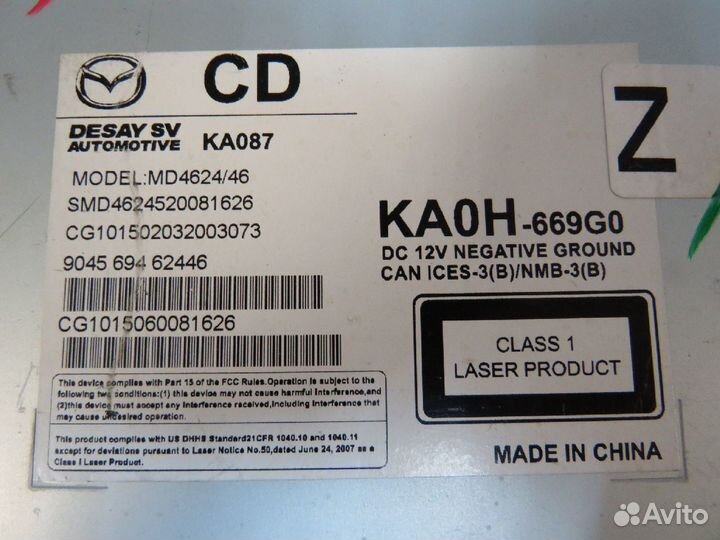 CD
Z
DESAY SV
AUTOMOTIVE KA087
MODEL:MD4624/46
SMD4624520081626
CG101502032003073
9045 694 62446
CG1015060081626
KA0H-669G0
DC 12V NEGATIVE GROUND
CAN ICES-3(B)/NMB-3(B)
CLASS 1
LASER PRODUCT
This device complies with Part 15 of the FCC Rules.Operation is subject to the
following two conditions:(1) this device may not cause harmful Interference,and
(2)this device must accept any Interference received,Including Interference that
may cause undesired operation.
This product complies with US DHHS Standard21CFR 1040.10 and 1040.11
except for deviations pursuant to Laser Notice No.50,dated June 24, 2007 as a
Class I Laser Product.
MADE IN CHINA
Avito